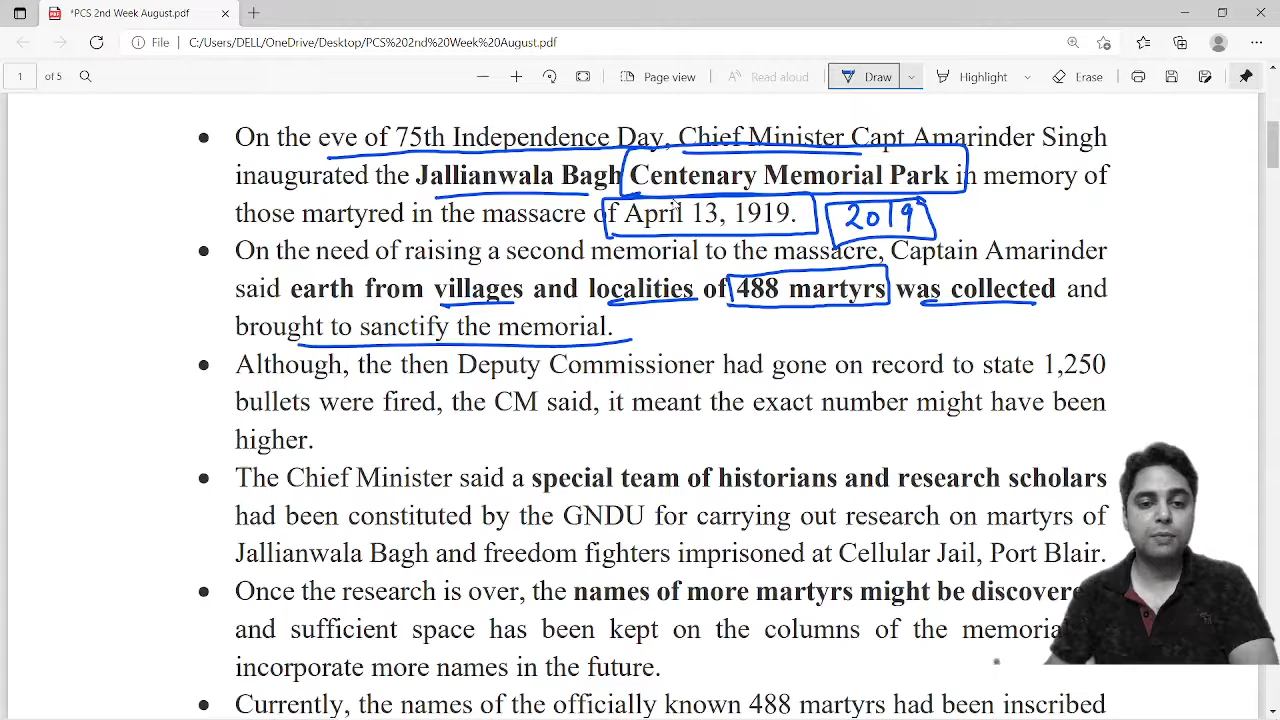 *PCS 2nd Week August.pdf
File C:/Users/DELL/OneDrive/Desktop/PCS%202nd%20Week%20August.pdf
1 of 5 Page view Read aloud Draw Highlight Erase
• On the eve of 75th Independence Day, Chief Minister Capt Amarinder Singh
inaugurated the Jallianwala Bagh Centenary Memorial Park in memory of
those martyred in the massacre of April 13, 1919. 2019
• On the need of raising a second memorial to the massacre, Captain Amarinder
said earth from villages and localities of 488 martyrs was collected and
brought to sanctify the memorial.
• Although, the then Deputy Commissioner had gone on record to state 1,250
bullets were fired, the CM said, it meant the exact number might have been
higher.
• The Chief Minister said a special team of historians and research scholars
had been constituted by the GNDU for carrying out research on martyrs of
Jallianwala Bagh and freedom fighters imprisoned at Cellular Jail, Port Blair.
• Once the research is over, the names of more martyrs might be discovere
and sufficient space has been kept on the columns of the memorial
incorporate more names in the future.
• Currently, the names of the officially known 488 martyrs had been inscribed